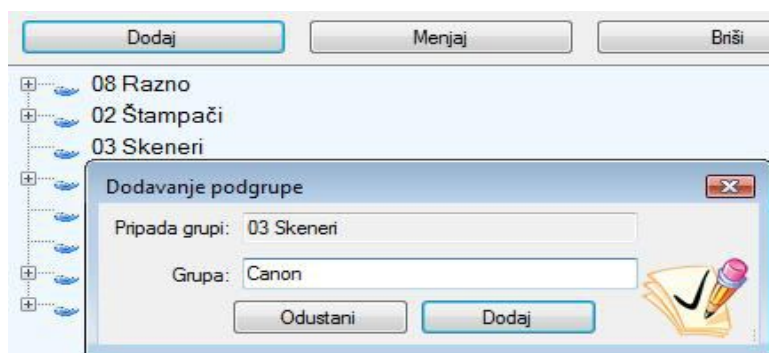 Dodaj Menjaj Briši
08 Razno
02 Štampači
03 Skeneri
Dodavanje podgrupe
Pripada grupi: 03 Skeneri
Grupa: Canon
Odustani Dodaj